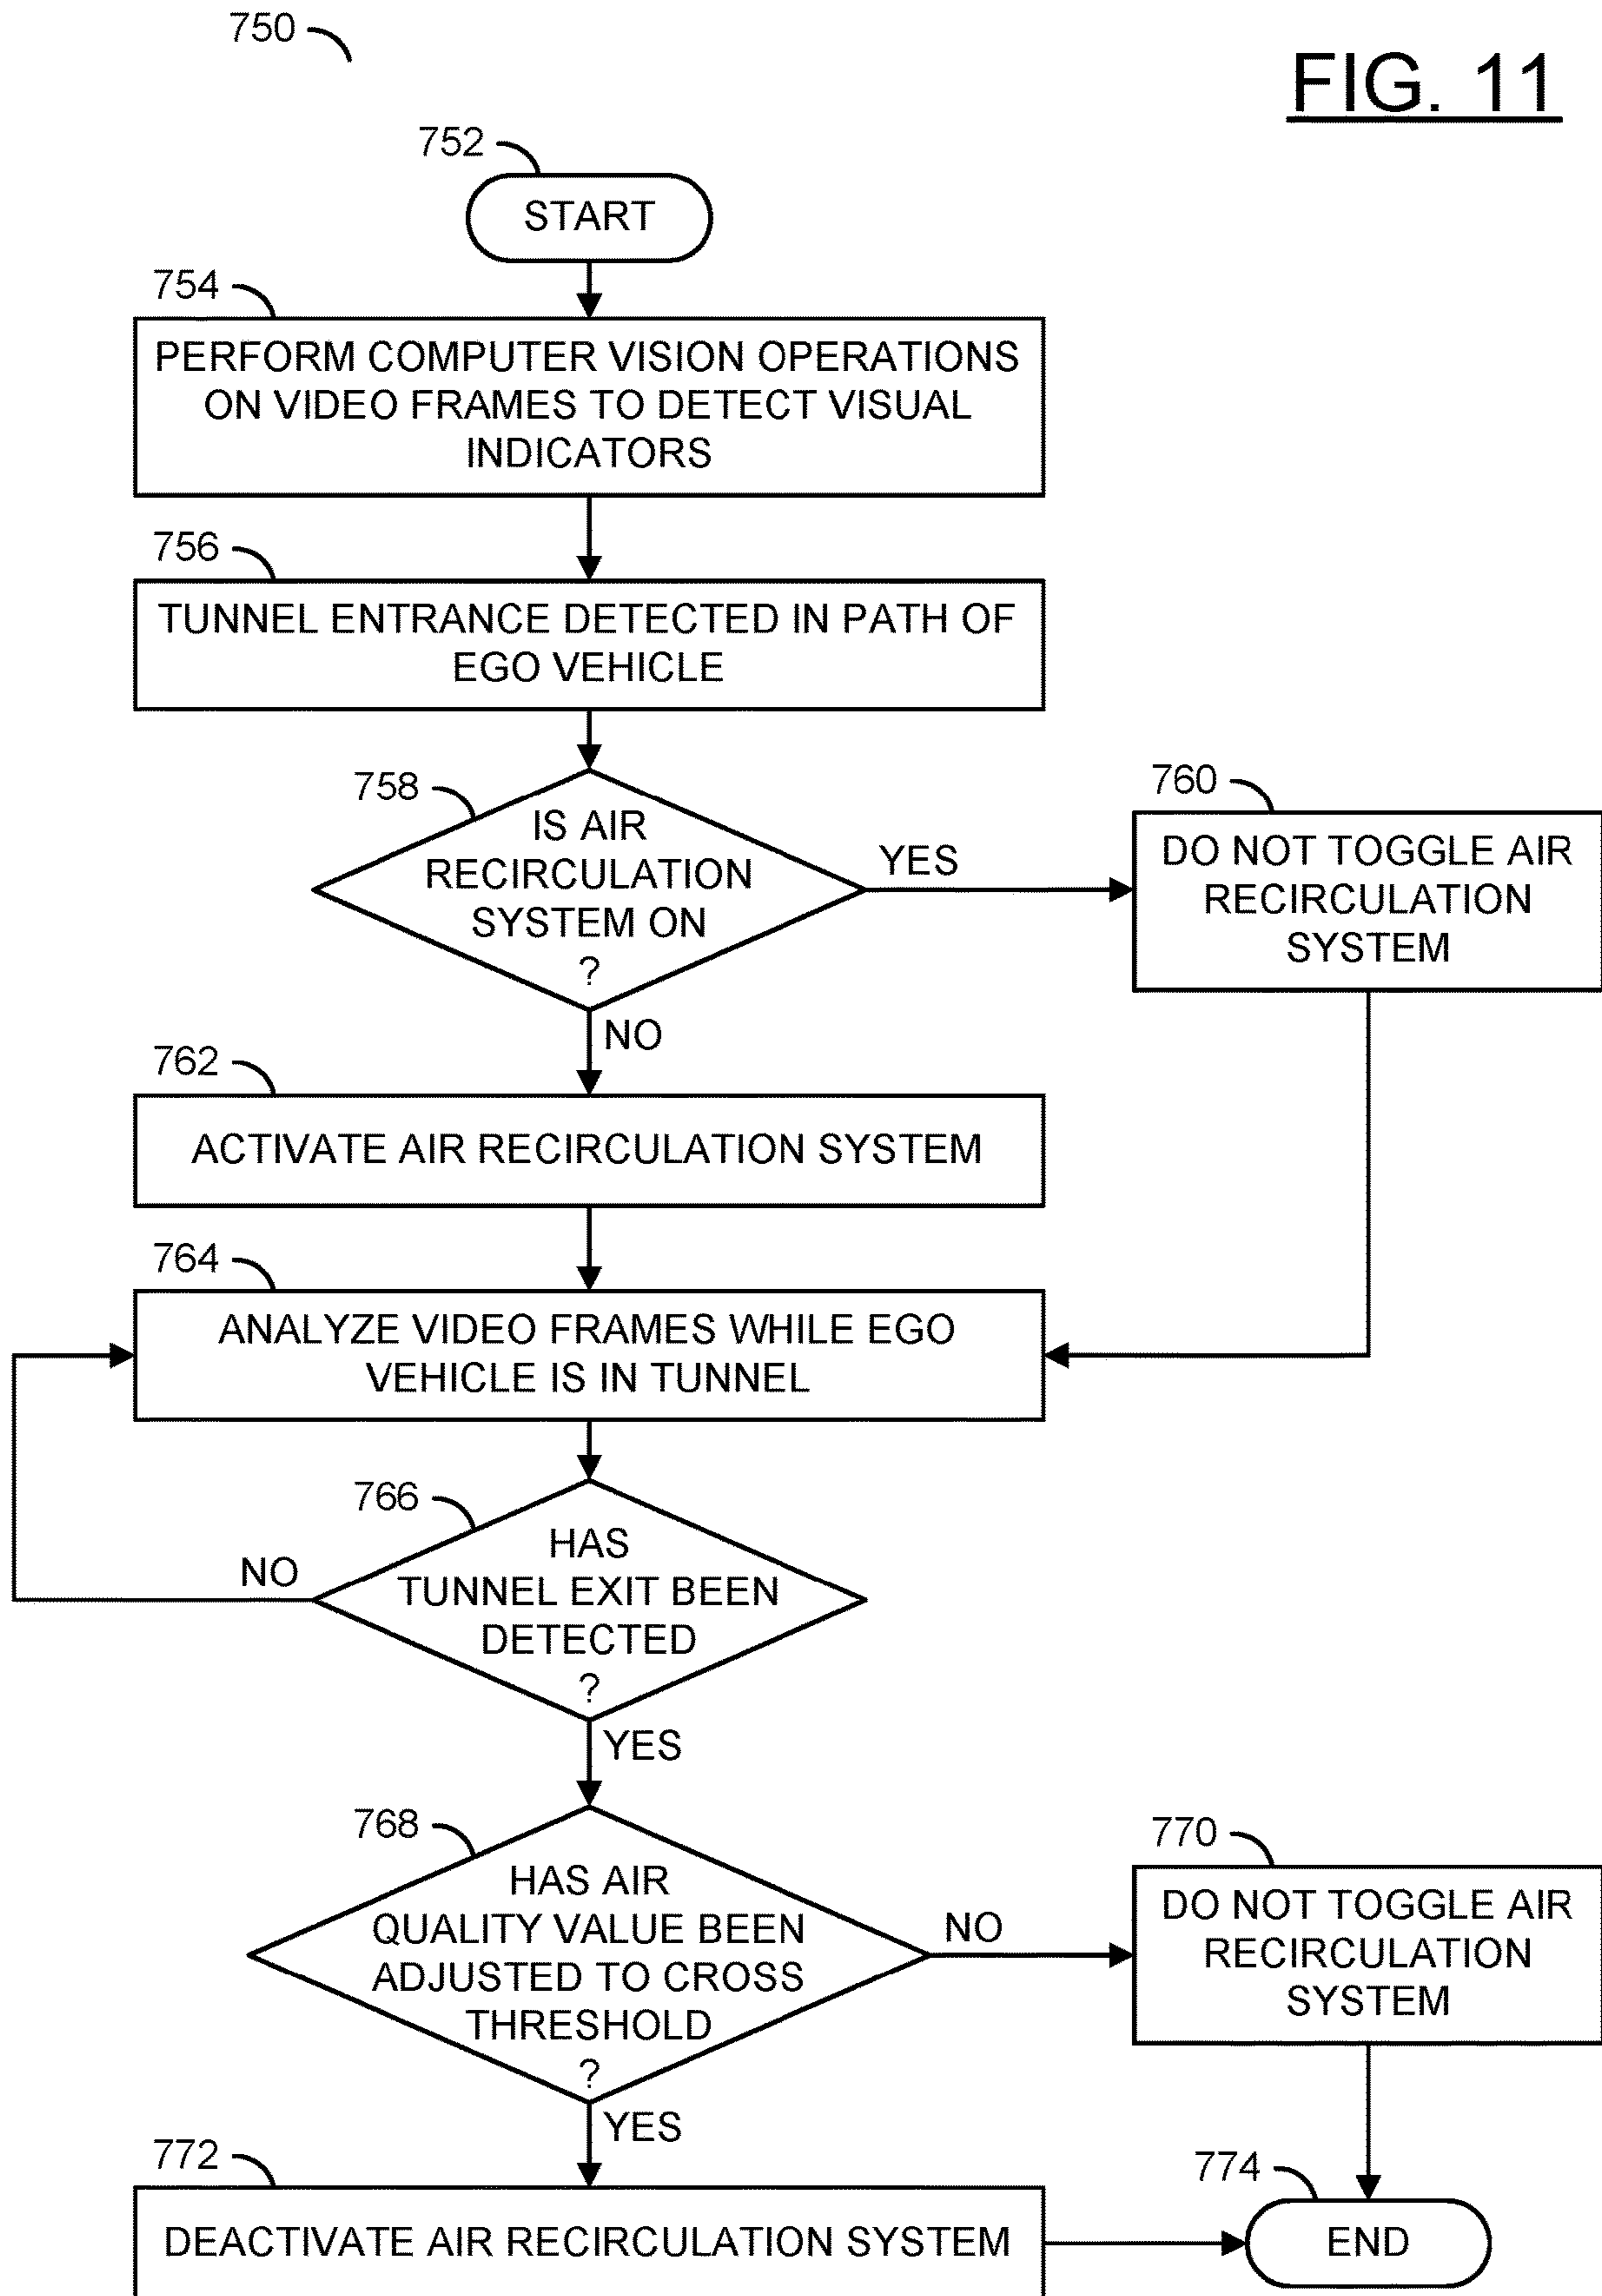 750
FIG. 11
752
START
754
PERFORM COMPUTER VISION OPERATIONS
ON VIDEO FRAMES TO DETECT VISUAL
INDICATORS
756
TUNNEL ENTRANCE DETECTED IN PATH OF
EGO VEHICLE
758
IS AIR
RECIRCULATION
SYSTEM ON
?
YES
760
DO NOT TOGGLE AIR
RECIRCULATION
SYSTEM
NO
762
ACTIVATE AIR RECIRCULATION SYSTEM
764
ANALYZE VIDEO FRAMES WHILE EGO
VEHICLE IS IN TUNNEL
766
HAS
TUNNEL EXIT BEEN
DETECTED
?
NO
YES
768
HAS AIR
QUALITY VALUE BEEN
ADJUSTED TO CROSS
THRESHOLD
?
NO
770
DO NOT TOGGLE AIR
RECIRCULATION
SYSTEM
YES
772
DEACTIVATE AIR RECIRCULATION SYSTEM
774
END